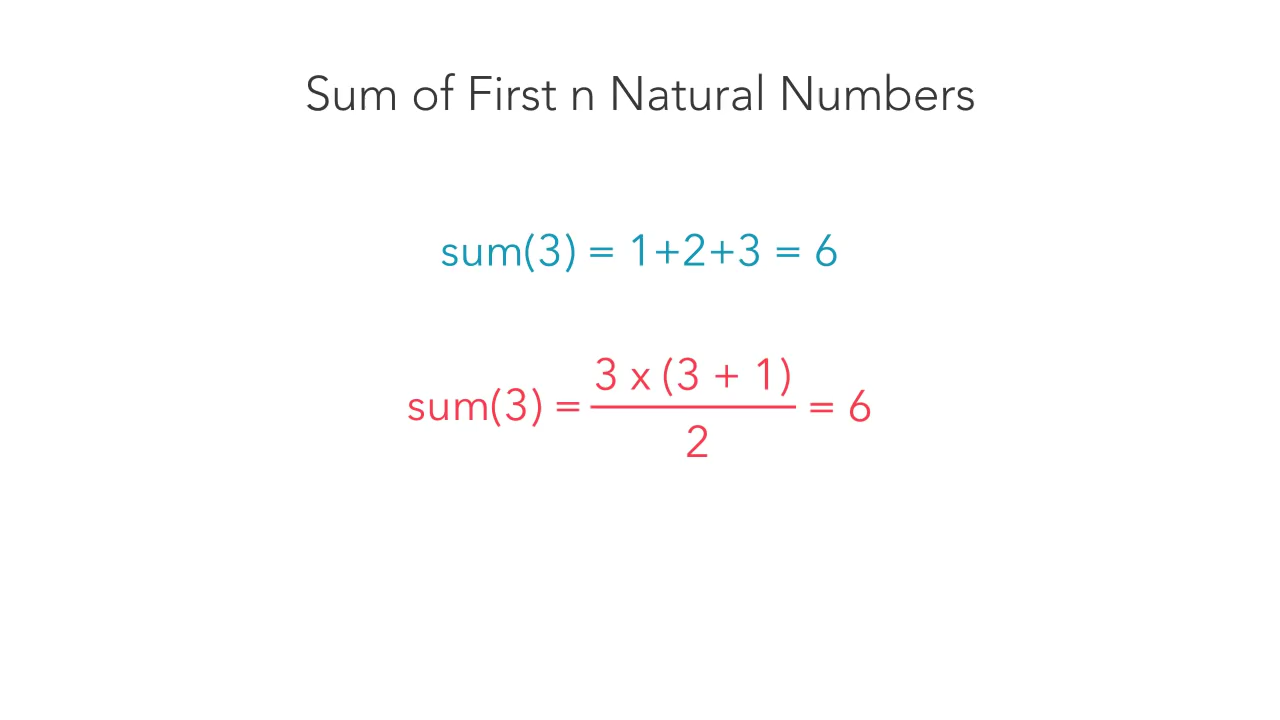 Sum of First n Natural Numbers
sum(3) = 1+2+3 = 6
sum(3) = 3 x (3 + 1) / 2 = 6